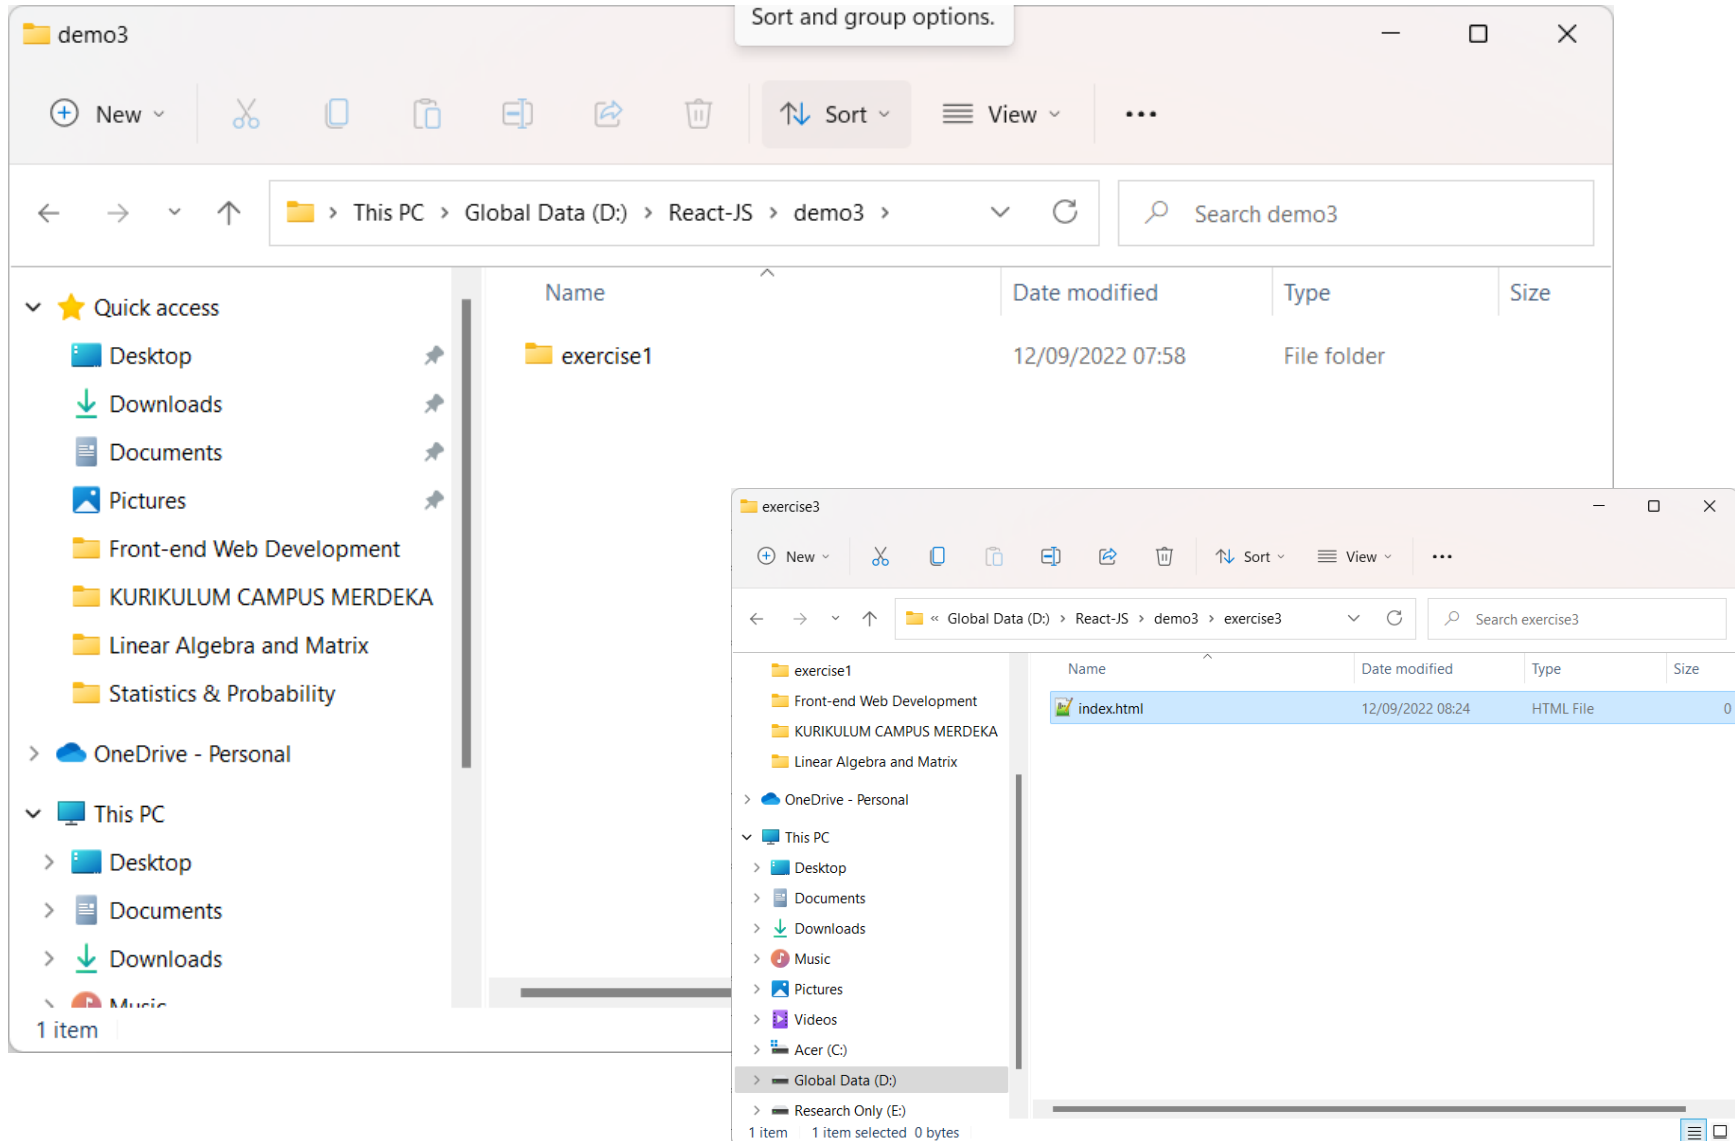 Sort and group options.
demo3
New
Sort
View
This PC > Global Data (D:) > React-JS > demo3 >
Search demo3
Name
Date modified
Type
Size
Quick access
Desktop
Downloads
Documents
Pictures
Front-end Web Development
KURIKULUM CAMPUS MERDEKA
Linear Algebra and Matrix
Statistics & Probability
OneDrive - Personal
This PC
Desktop
Documents
Downloads
Music
1 item
exercise1
12/09/2022 07:58
File folder
exercise3
New
Sort
View
« Global Data (D:) > React-JS > demo3 > exercise3
Search exercise3
Name
Date modified
Type
Size
exercise1
Front-end Web Development
KURIKULUM CAMPUS MERDEKA
Linear Algebra and Matrix
OneDrive - Personal
This PC
Desktop
Documents
Downloads
Music
Pictures
Videos
Acer (C:)
Global Data (D:)
Research Only (E:)
index.html
12/09/2022 08:24
HTML File
0
1 item
1 item selected 0 bytes